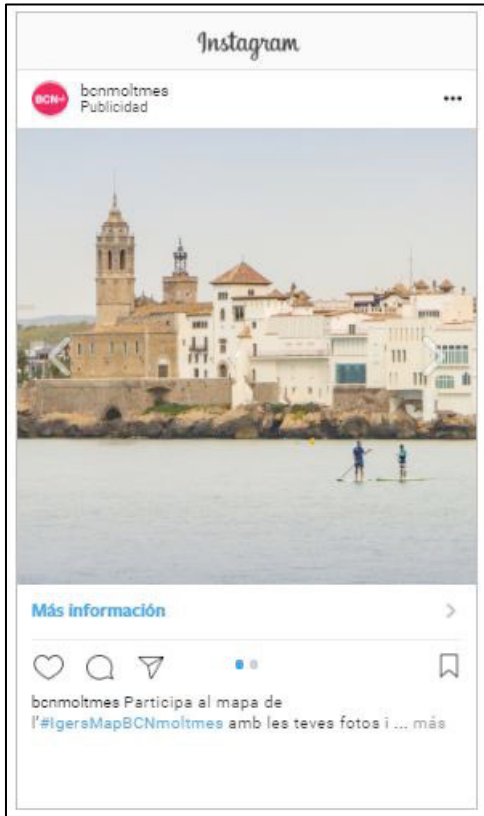 Instagram
BCN+
bcnmoltmes
Publicidad
Más información
bcnmoltmes Participa al mapa de
l'#IgersMapBCNmoltmes amb les teves fotos i ... más